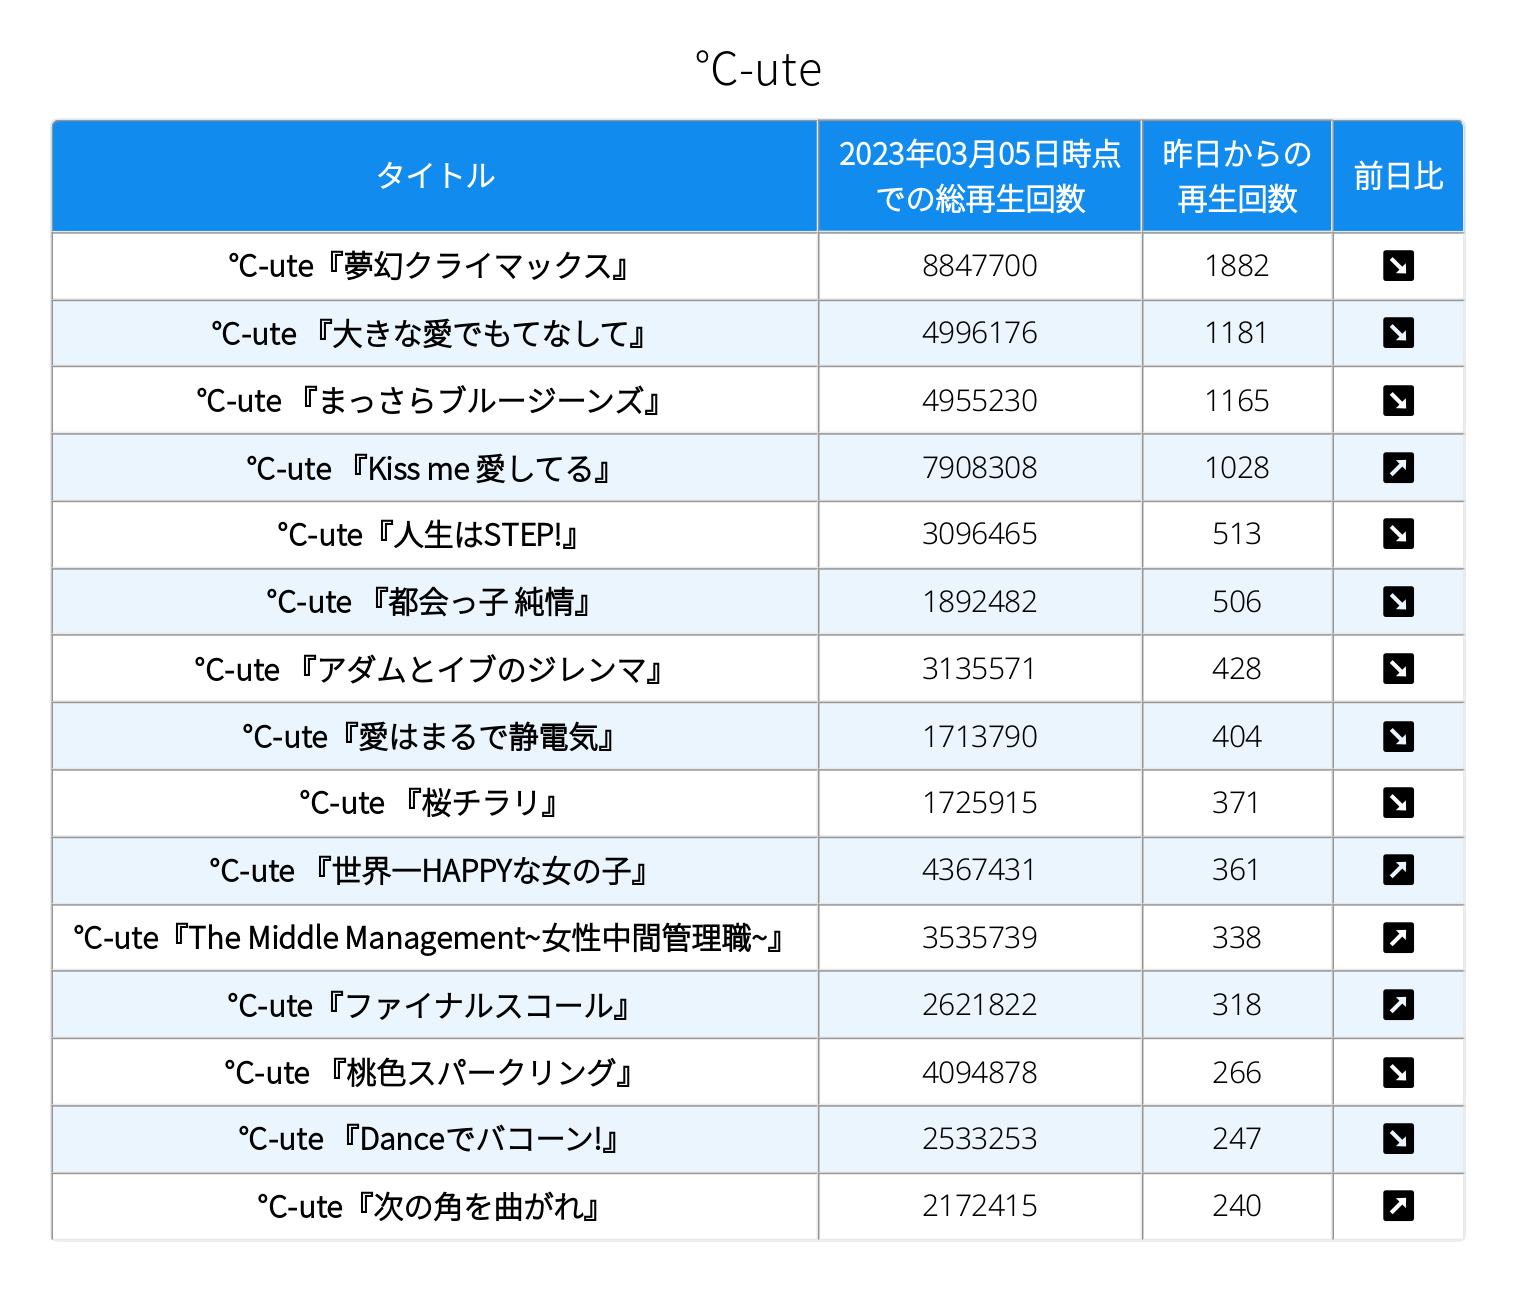 ℃-ute
タイトル
2023年03月05日時点
での総再生回数
昨日からの
再生回数
前日比
℃-ute『夢幻クライマックス』 8847700 1882 ↘
℃-ute 『大きな愛でもてなして』 4996176 1181 ↘
℃-ute 『まっさらブルージーンズ』 4955230 1165 ↘
℃-ute 『Kiss me 愛してる』 7908308 1028 ↗
℃-ute『人生はSTEP!』 3096465 513 ↘
℃-ute 『都会っ子 純情』 1892482 506 ↘
℃-ute 『アダムとイブのジレンマ』 3135571 428 ↘
℃-ute『愛はまるで静電気』 1713790 404 ↘
℃-ute 『桜チラリ』 1725915 371 ↘
℃-ute 『世界一HAPPYな女の子』 4367431 361 ↗
℃-ute『The Middle Management~女性中間管理職~』 3535739 338 ↗
℃-ute『ファイナルスコール』 2621822 318 ↗
℃-ute 『桃色スパークリング』 4094878 266 ↘
℃-ute 『Danceでバコーン!』 2533253 247 ↘
℃-ute『次の角を曲がれ』 2172415 240 ↗